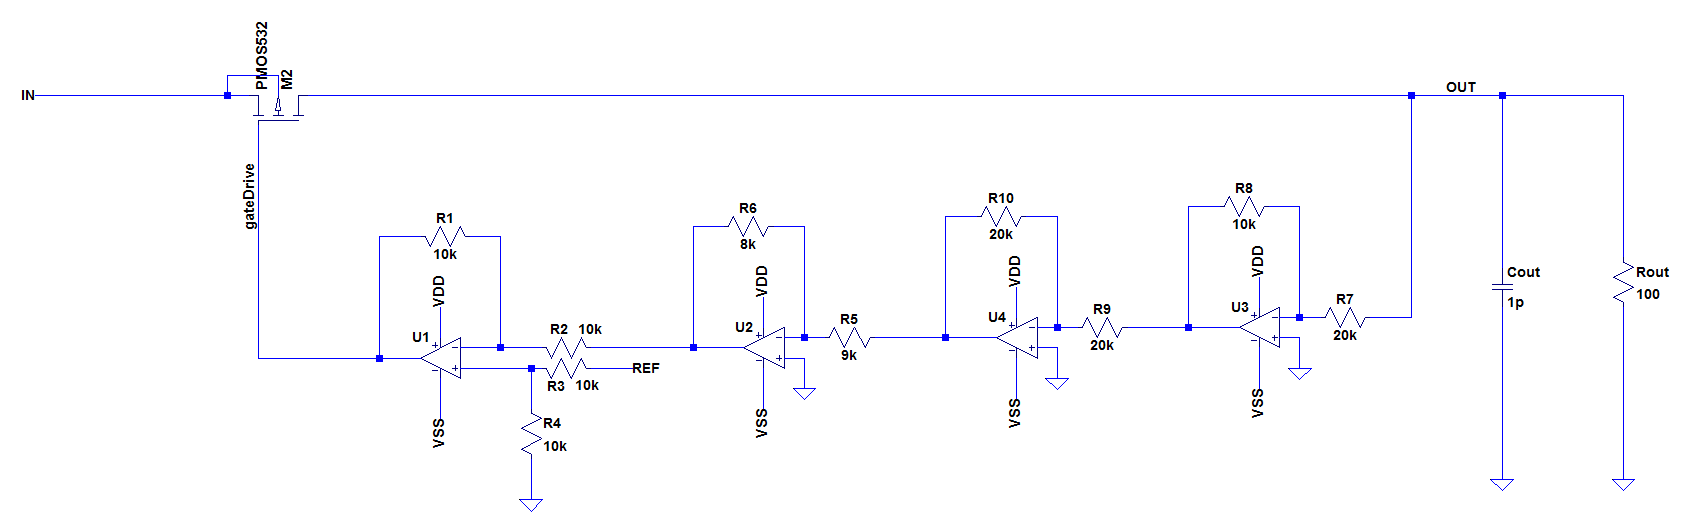 IN
PMOS532
M2
gateDrive
OUT
R1
10k
VDD
U1
VSS
R2
10k
R3
10k
REF
R4
10k
R6
8k
VDD
U2
VSS
R5
9k
R10
20k
VDD
U4
VSS
R9
20k
R8
10k
VDD
U3
VSS
R7
20k
Cout
1p
Rout
100